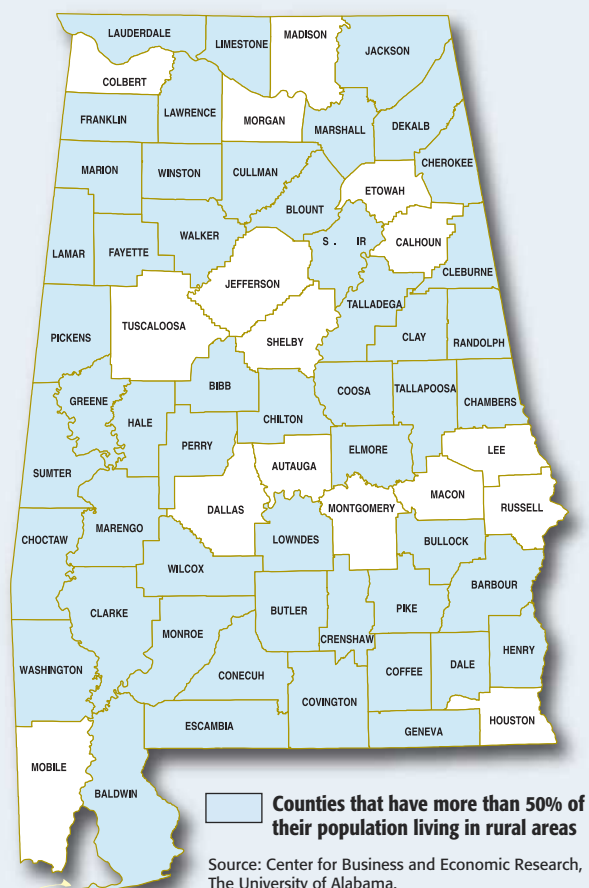 LAUDERDALE
LIMESTONE
MADISON
JACKSON
COLBERT
FRANKLIN
LAWRENCE
MORGAN
MARSHALL
DEKALB
CHEROKEE
MARION
WINSTON
CULLMAN
ETOWAH
BLOUNT
WALKER
S . IR
CALHOUN
LAMAR
FAYETTE
JEFFERSON
CLEBURNE
TALLADEGA
TUSCALOOSA
PICKENS
SHELBY
CLAY
RANDOLPH
BIBB
GREENE
COOSA
TALLAPOOSA
CHAMBERS
HALE
CHILTON
PERRY
ELMORE
LEE
AUTAUGA
SUMTER
MACON
DALLAS
MONTGOMERY
RUSSELL
CHOCTAW
MARENGO
LOWNDES
BULLOCK
WILCOX
BARBOUR
CLARKE
BUTLER
PIKE
MONROE
CRENSHAW
HENRY
WASHINGTON
CONECUH
COFFEE
DALE
COVINGTON
ESCAMBIA
GENEVA
HOUSTON
MOBILE
BALDWIN
Counties that have more than 50% of
their population living in rural areas
Source: Center for Business and Economic Research,
The University of Alabama.